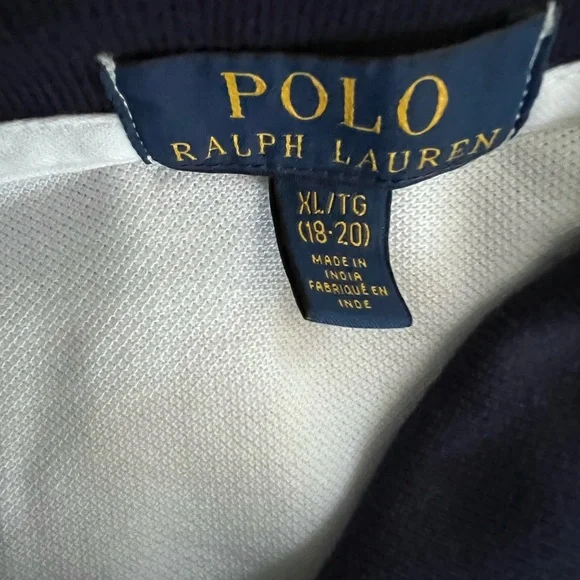 POLO
RALPH LAUREN
XL/TG
(18-20)
MADE IN
INDIA
FABRIQUÉ EN
INDE